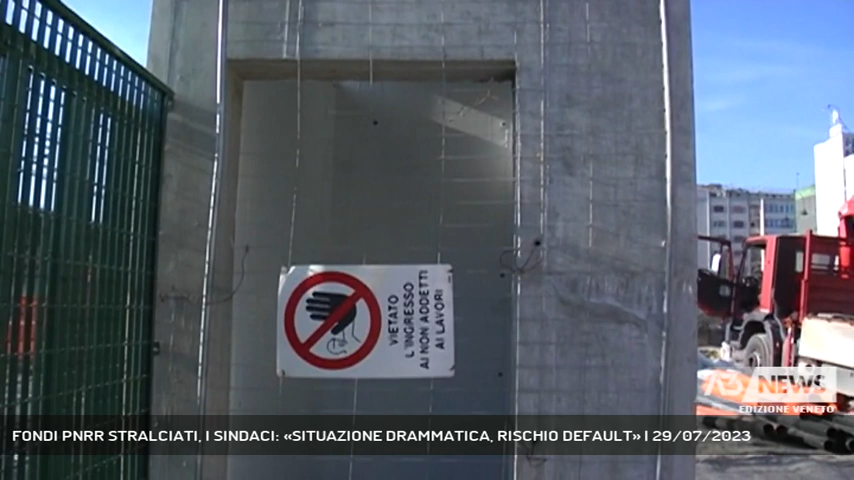 VIETATO
L'INGRESSO
AI NON ADDETTI
AI LAVORI
NEWS
EDIZIONE VENETO
FONDI PNRR STRALCIATI, I SINDACI: «SITUAZIONE DRAMMATICA, RISCHIO DEFAULT» | 29/07/2023